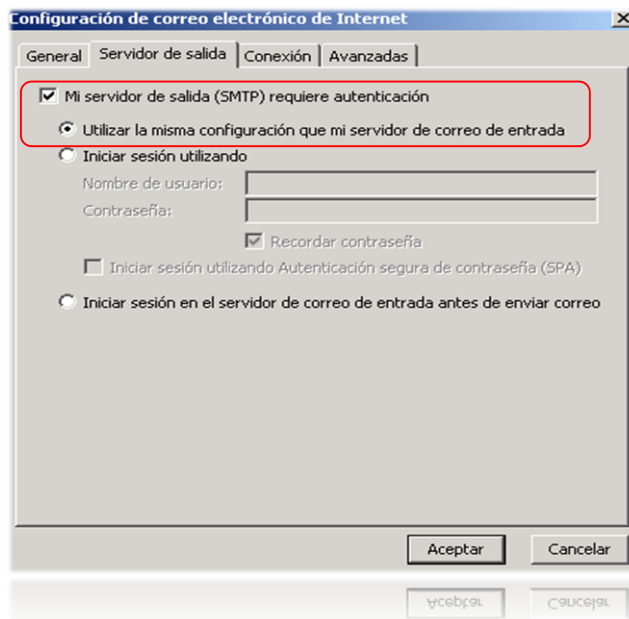 Configuración de correo electrónico de Internet
General Servidor de salida Conexión Avanzadas
Mi servidor de salida (SMTP) requiere autenticación
Utilizar la misma configuración que mi servidor de correo de entrada
Iniciar sesión utilizando
Nombre de usuario:
Contraseña:
Recordar contraseña
Iniciar sesión utilizando Autenticación segura de contraseña (SPA)
Iniciar sesión en el servidor de correo de entrada antes de enviar correo
Aceptar Cancelar